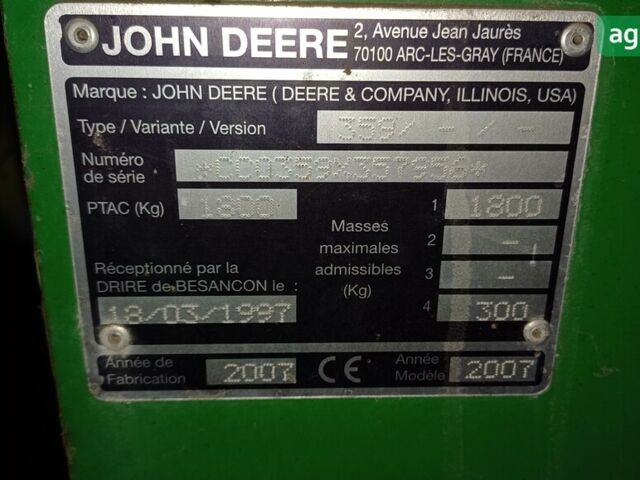 ag
JOHN DEERE
2, Avenue Jean Jaurès
70100 ARC-LES-GRAY (FRANCE)
Marque : JOHN DEERE ( DEERE & COMPANY, ILLINOIS, USA)
Type / Variante / Version 359/ - / -
Numéro de série *CC0359X357956*
PTAC (Kg) 1800
Masses maximales admissibles (Kg)
1 1800
2 -
3 -
4 300
Réceptionné par la
DRIRE de BESANCON le :
18/03/1997
Année de Fabrication 2007 CE Année Modèle 2007